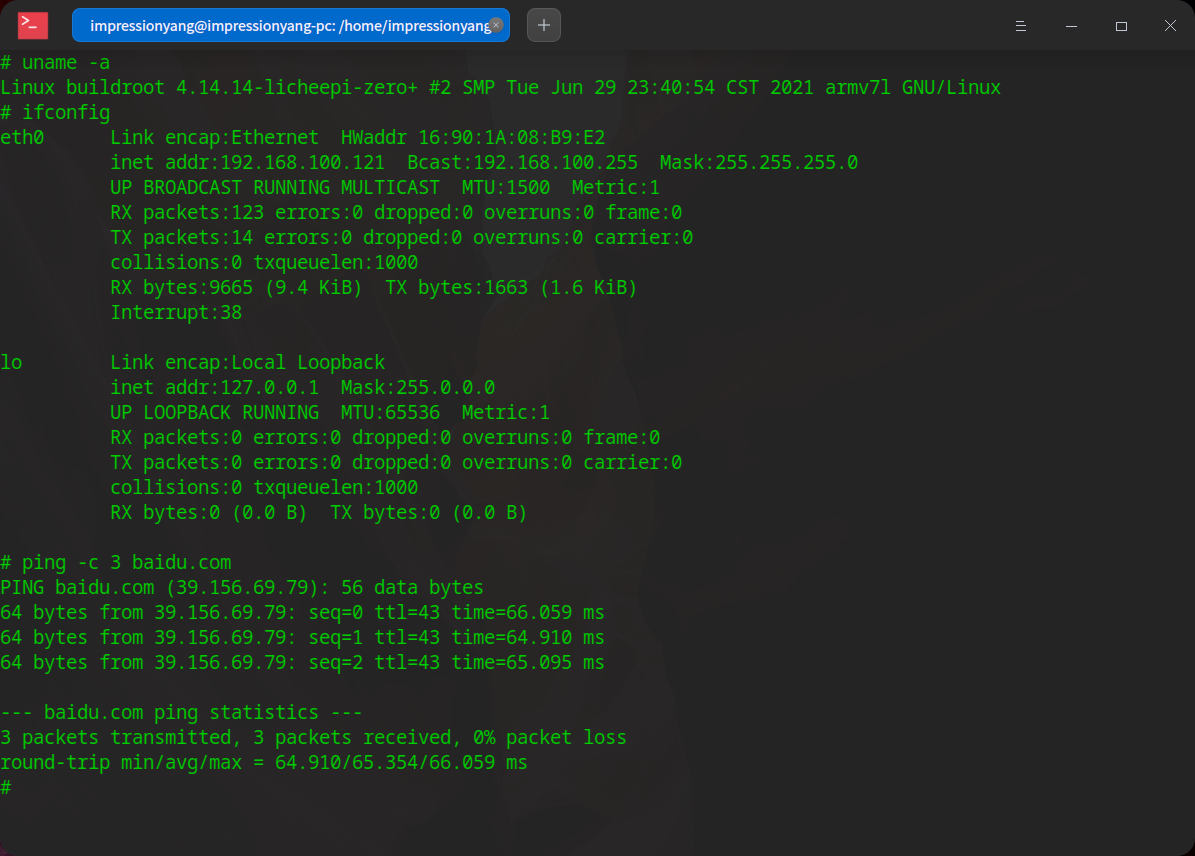 impressionyang@impressionyang-pc: /home/impressionyang
# uname -a
Linux buildroot 4.14.14-licheepi-zero+ #2 SMP Tue Jun 29 23:40:54 CST 2021 armv7l GNU/Linux
# ifconfig
eth0      Link encap:Ethernet  HWaddr 16:90:1A:08:B9:E2
          inet addr:192.168.100.121  Bcast:192.168.100.255  Mask:255.255.255.0
          UP BROADCAST RUNNING MULTICAST  MTU:1500  Metric:1
          RX packets:123 errors:0 dropped:0 overruns:0 frame:0
          TX packets:14 errors:0 dropped:0 overruns:0 carrier:0
          collisions:0 txqueuelen:1000
          RX bytes:9665 (9.4 KiB)  TX bytes:1663 (1.6 KiB)
          Interrupt:38

lo        Link encap:Local Loopback
          inet addr:127.0.0.1  Mask:255.0.0.0
          UP LOOPBACK RUNNING  MTU:65536  Metric:1
          RX packets:0 errors:0 dropped:0 overruns:0 frame:0
          TX packets:0 errors:0 dropped:0 overruns:0 carrier:0
          collisions:0 txqueuelen:1000
          RX bytes:0 (0.0 B)  TX bytes:0 (0.0 B)

# ping -c 3 baidu.com
PING baidu.com (39.156.69.79): 56 data bytes
64 bytes from 39.156.69.79: seq=0 ttl=43 time=66.059 ms
64 bytes from 39.156.69.79: seq=1 ttl=43 time=64.910 ms
64 bytes from 39.156.69.79: seq=2 ttl=43 time=65.095 ms

--- baidu.com ping statistics ---
3 packets transmitted, 3 packets received, 0% packet loss
round-trip min/avg/max = 64.910/65.354/66.059 ms
#